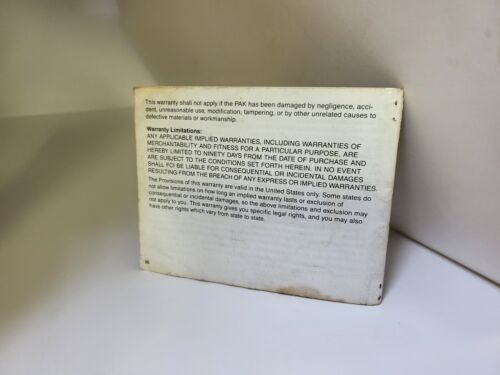 This warranty shall not apply if the PAK has been damaged by negligence, acci-
dent, unreasonable use, modification, tampering, or by other unrelated causes to
defective materials or workmanship.
Warranty Limitations:
ANY APPLICABLE IMPLIED WARRANTIES, INCLUDING WARRANTIES OF
MERCHANTABILITY AND FITNESS FOR A PARTICULAR PURPOSE, ARE
HEREBY LIMITED TO NINETY DAYS FROM THE DATE OF PURCHASE AND
ARE SUBJECT TO THE CONDITIONS SET FORTH HEREIN. IN NO EVENT
SHALL FCI BE LIABLE FOR CONSEQUENTIAL OR INCIDENTAL DAMAGES
RESULTING FROM THE BREACH OF ANY EXPRESS OR IMPLIED WARRANTIES.
The Provisions of this warranty are valid in the United States only. Some states do
not allow limitations on how long an implied warranty lasts or exclusion of
consequential or incidental damages, so the above limitations and exclusion may
not apply to you. This warranty gives you specific legal rights, and you may also
have other rights which vary from state to state.